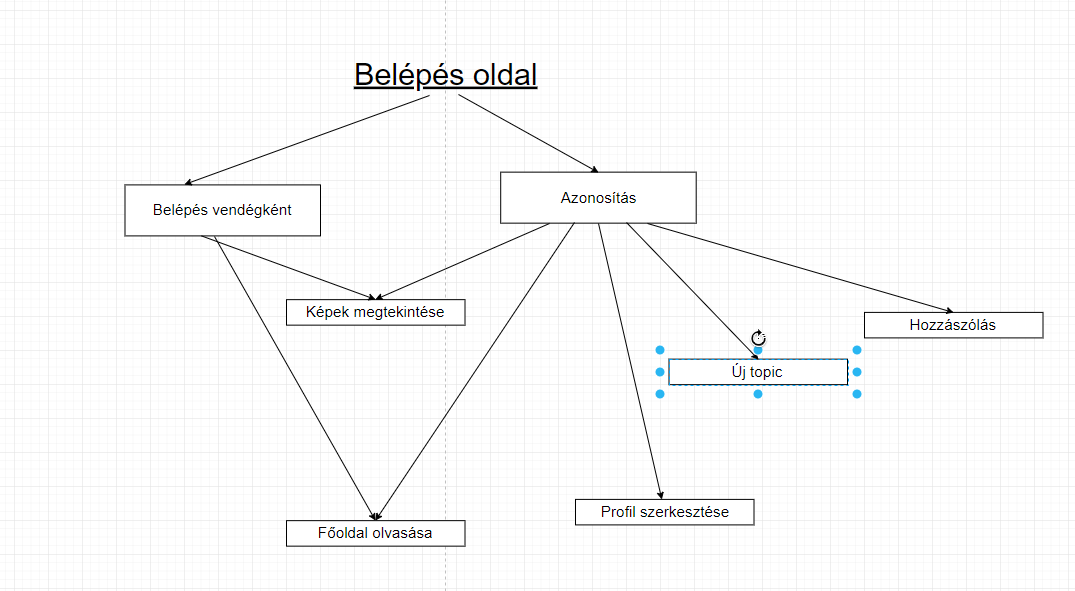 Belépés oldal
Belépés vendégként
Azonosítás
Képek megtekintése
Hozzászólás
Új topic
Profil szerkesztése
Főoldal olvasása